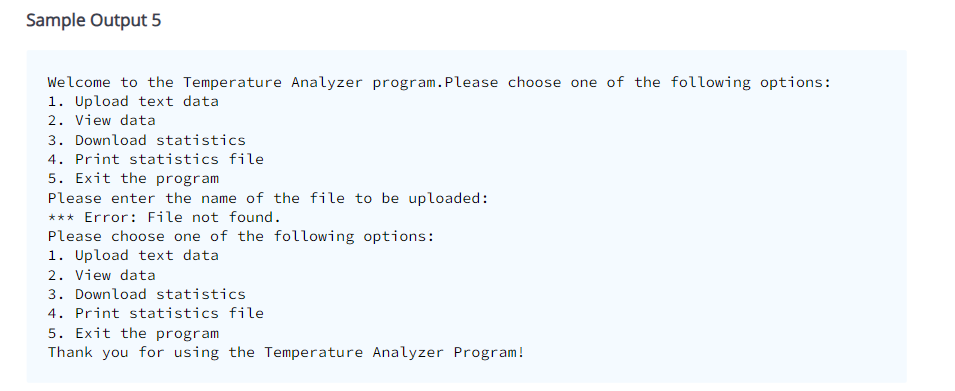 Sample Output 5
Welcome to the Temperature Analyzer program.Please choose one of the following options:
1. Upload text data
2. View data
3. Download statistics
4. Print statistics file
5. Exit the program
Please enter the name of the file to be uploaded:
*** Error: File not found.
Please choose one of the following options:
1. Upload text data
2. View data
3. Download statistics
4. Print statistics file
5. Exit the program
Thank you for using the Temperature Analyzer Program!